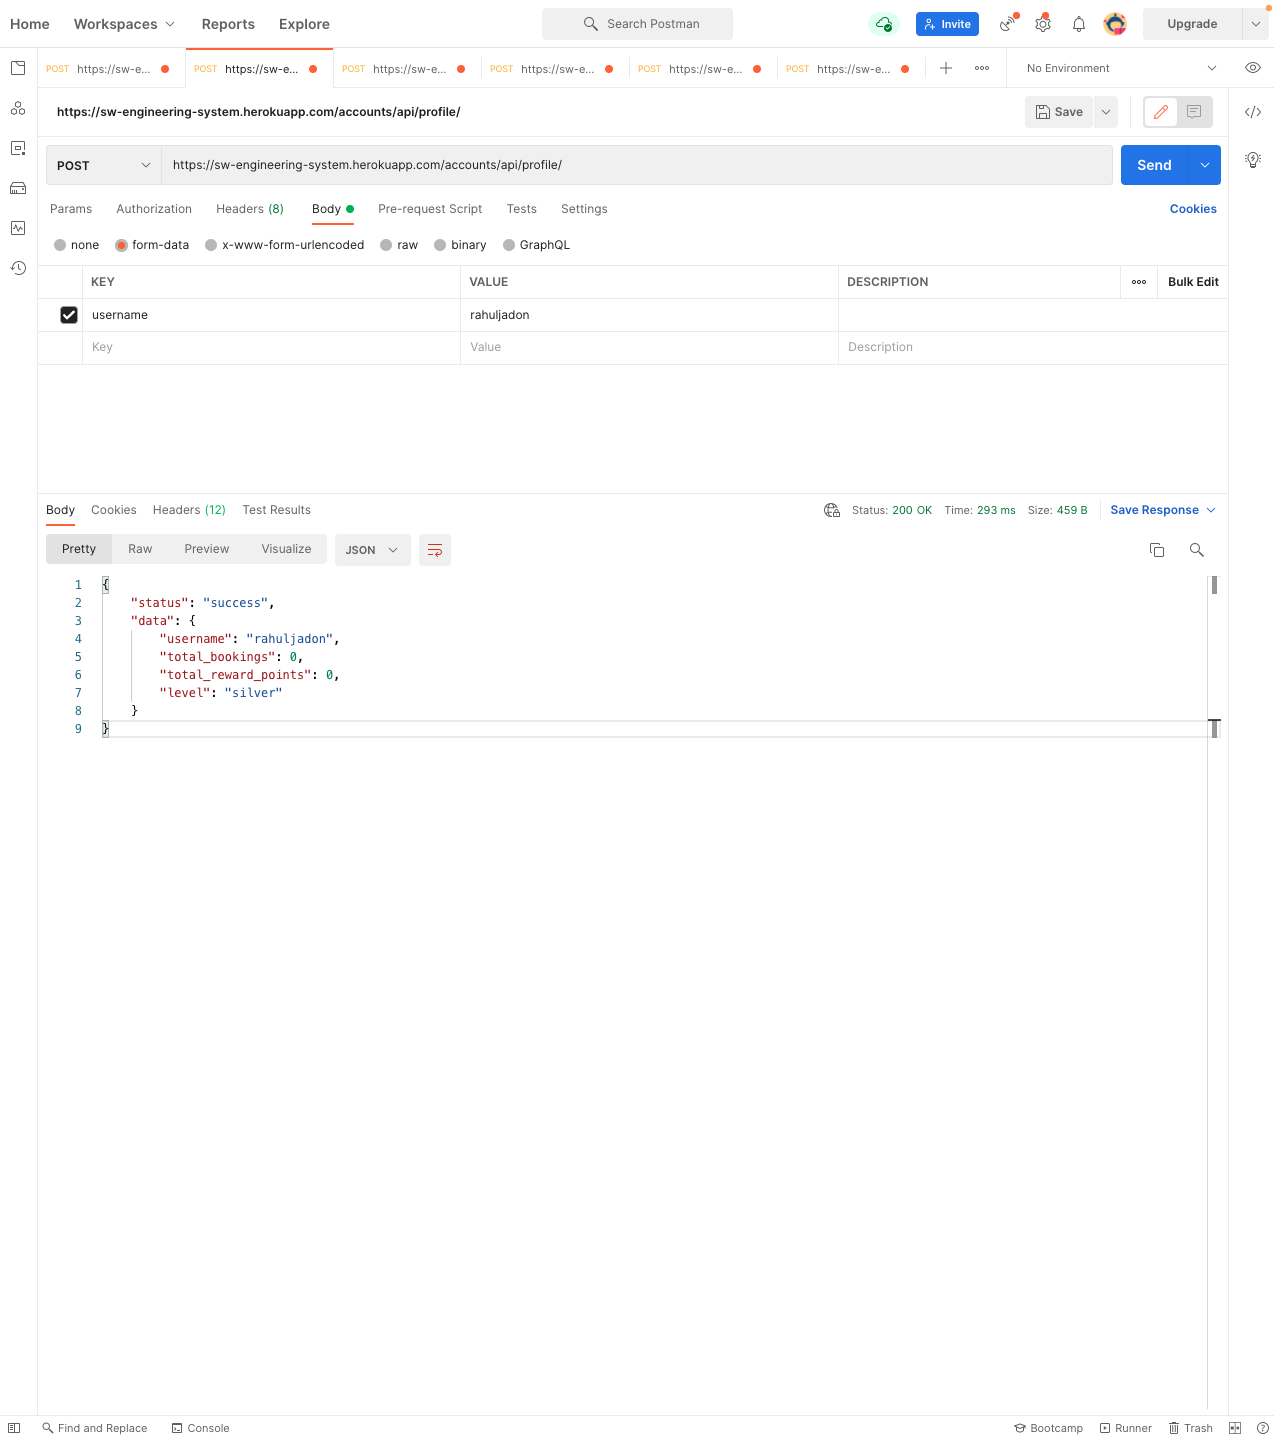 Home Workspaces Reports Explore Search Postman Invite Upgrade
POST https://sw-e... POST https://sw-e... POST https://sw-e... POST https://sw-e... POST https://sw-e... POST https://sw-e... No Environment
https://sw-engineering-system.herokuapp.com/accounts/api/profile/ Save
POST https://sw-engineering-system.herokuapp.com/accounts/api/profile/ Send
Params Authorization Headers (8) Body Pre-request Script Tests Settings Cookies
none form-data x-www-form-urlencoded raw binary GraphQL
KEY VALUE DESCRIPTION Bulk Edit
username rahuljadon
Key Value Description
Body Cookies Headers (12) Test Results Status: 200 OK Time: 293 ms Size: 459 B Save Response
Pretty Raw Preview Visualize JSON
1 {
2 "status": "success",
3 "data": {
4 "username": "rahuljadon",
5 "total_bookings": 0,
6 "total_reward_points": 0,
7 "level": "silver"
8 }
9 }
Find and Replace Console Bootcamp Runner Trash